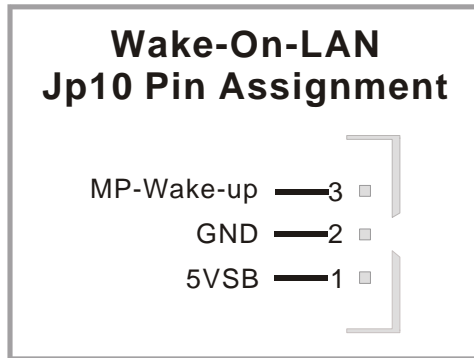 Wake-On-LAN
Jp10 Pin Assignment
MP-Wake-up 3
GND 2
5VSB 1